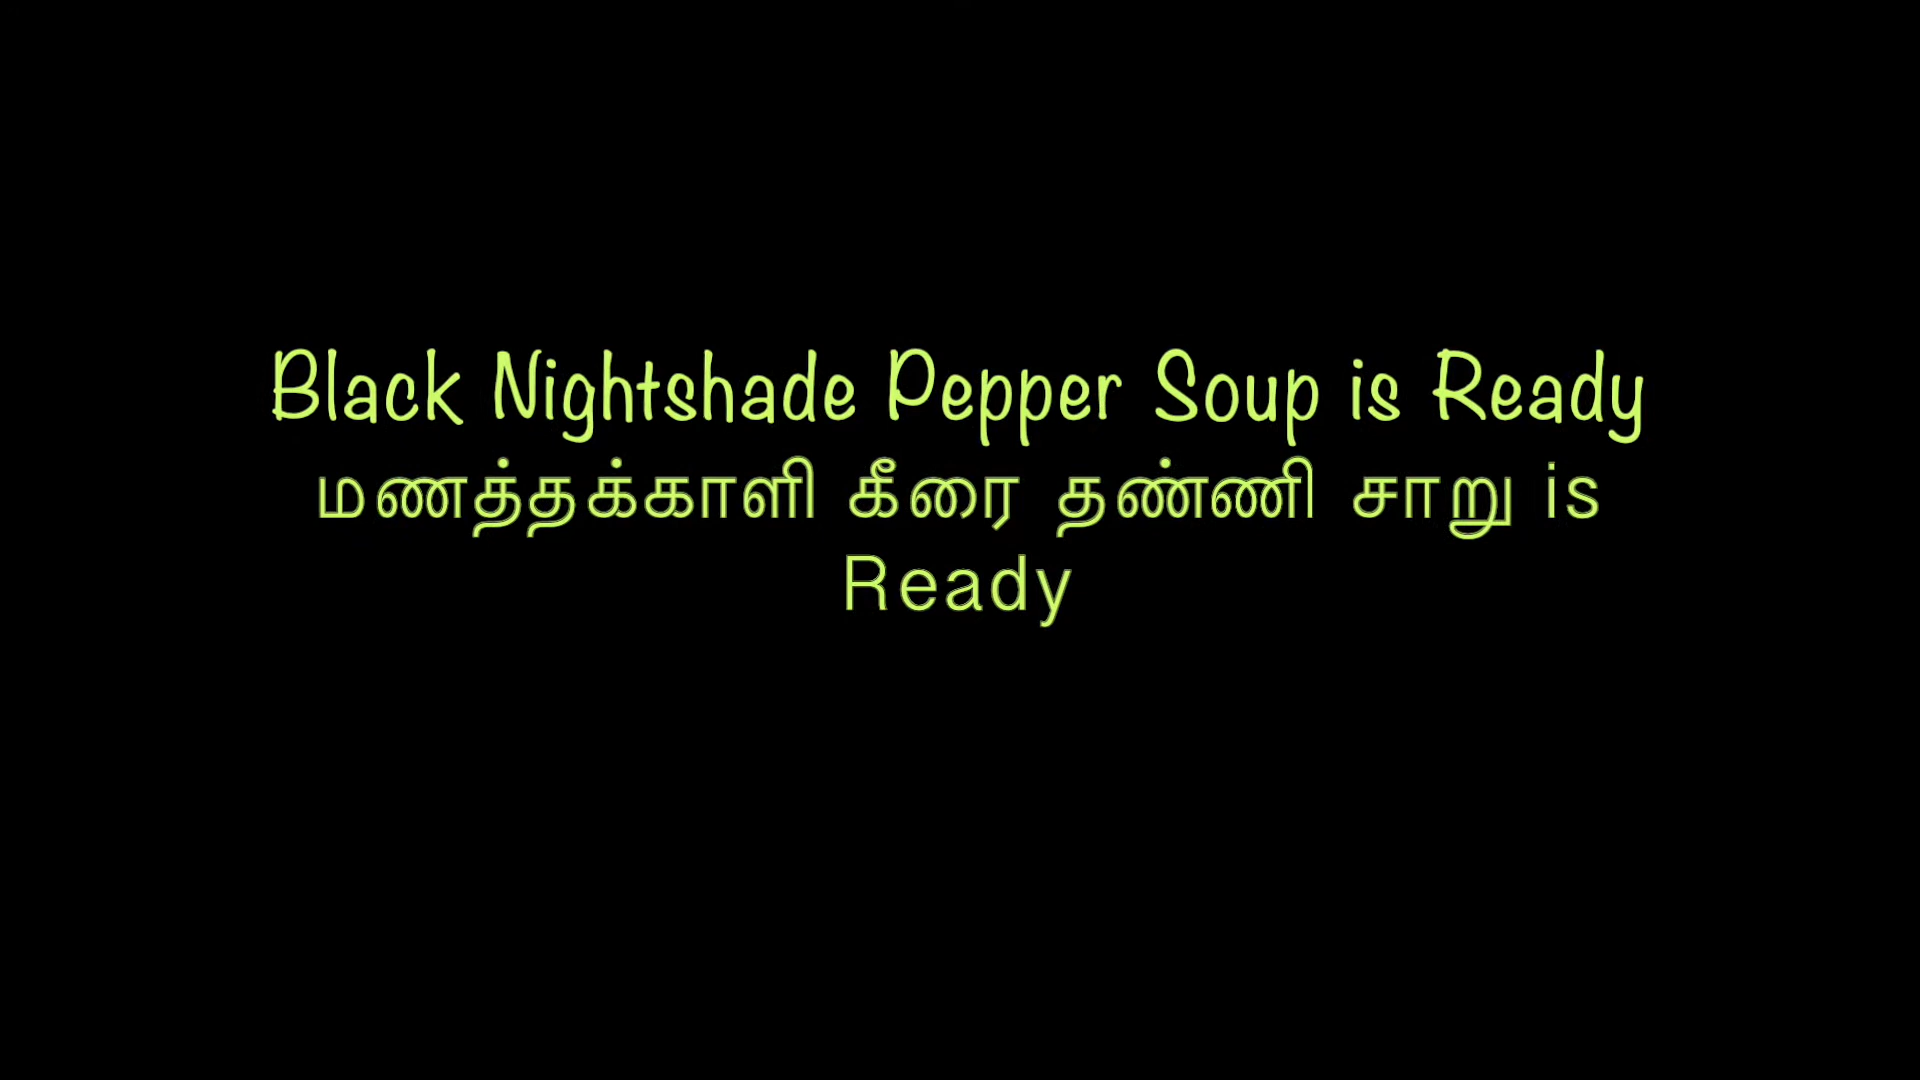 Black Nightshade Pepper Soup is Ready
மணத்தக்காளி கீரை தண்ணி சாறு is
Ready